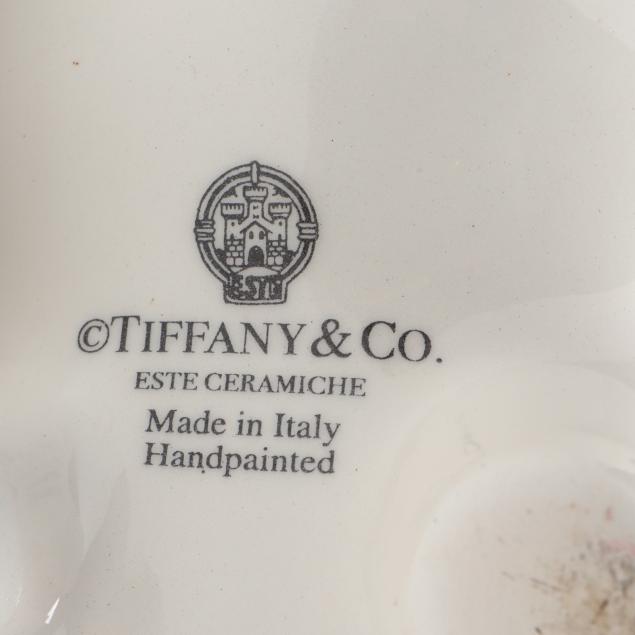 ESTE
©TIFFANY & CO.
ESTE CERAMICHE
Made in Italy
Handpainted